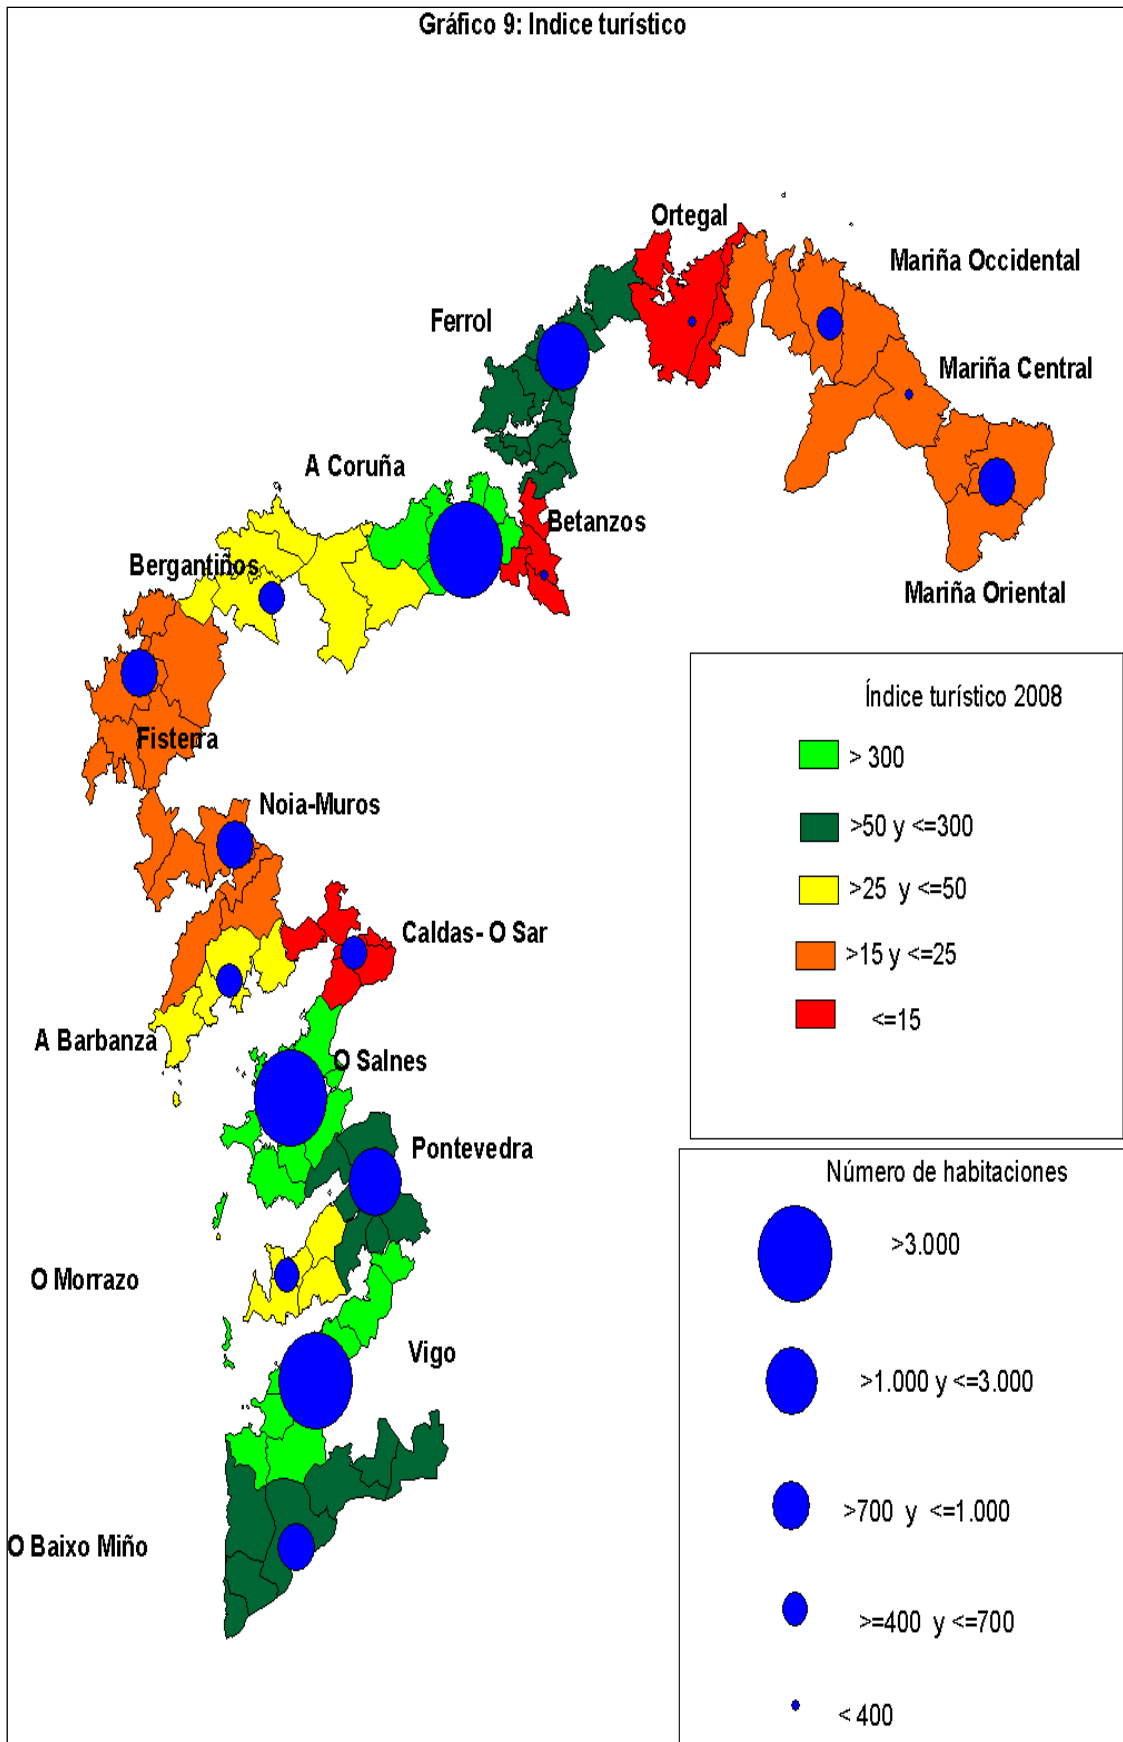 Gráfico 9: Indice turístico
Ortegal
Mariña Occidental
Ferrol
Mariña Central
A Coruña
Betanzos
Bergantiños
Mariña Oriental
Índice turístico 2008
> 300
>50 y <=300
>25 y <=50
>15 y <=25
<=15
Fisterra
Noia-Muros
Caldas- O Sar
A Barbanza
O Salnes
Pontevedra
O Morrazo
Vigo
O Baixo Miño
Número de habitaciones
>3.000
>1.000 y <=3.000
>700 y <=1.000
>=400 y <=700
< 400